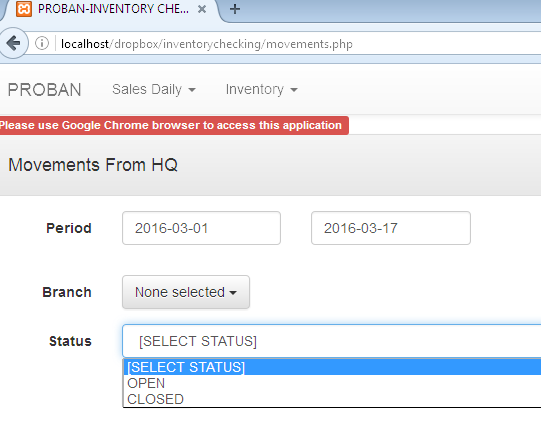 PROBAN-INVENTORY CHE...
localhost/dropbox/inventorychecking/movements.php
PROBAN Sales Daily Inventory
Please use Google Chrome browser to access this application
Movements From HQ
Period 2016-03-01 2016-03-17
Branch None selected
Status [SELECT STATUS]
[SELECT STATUS]
OPEN
CLOSED